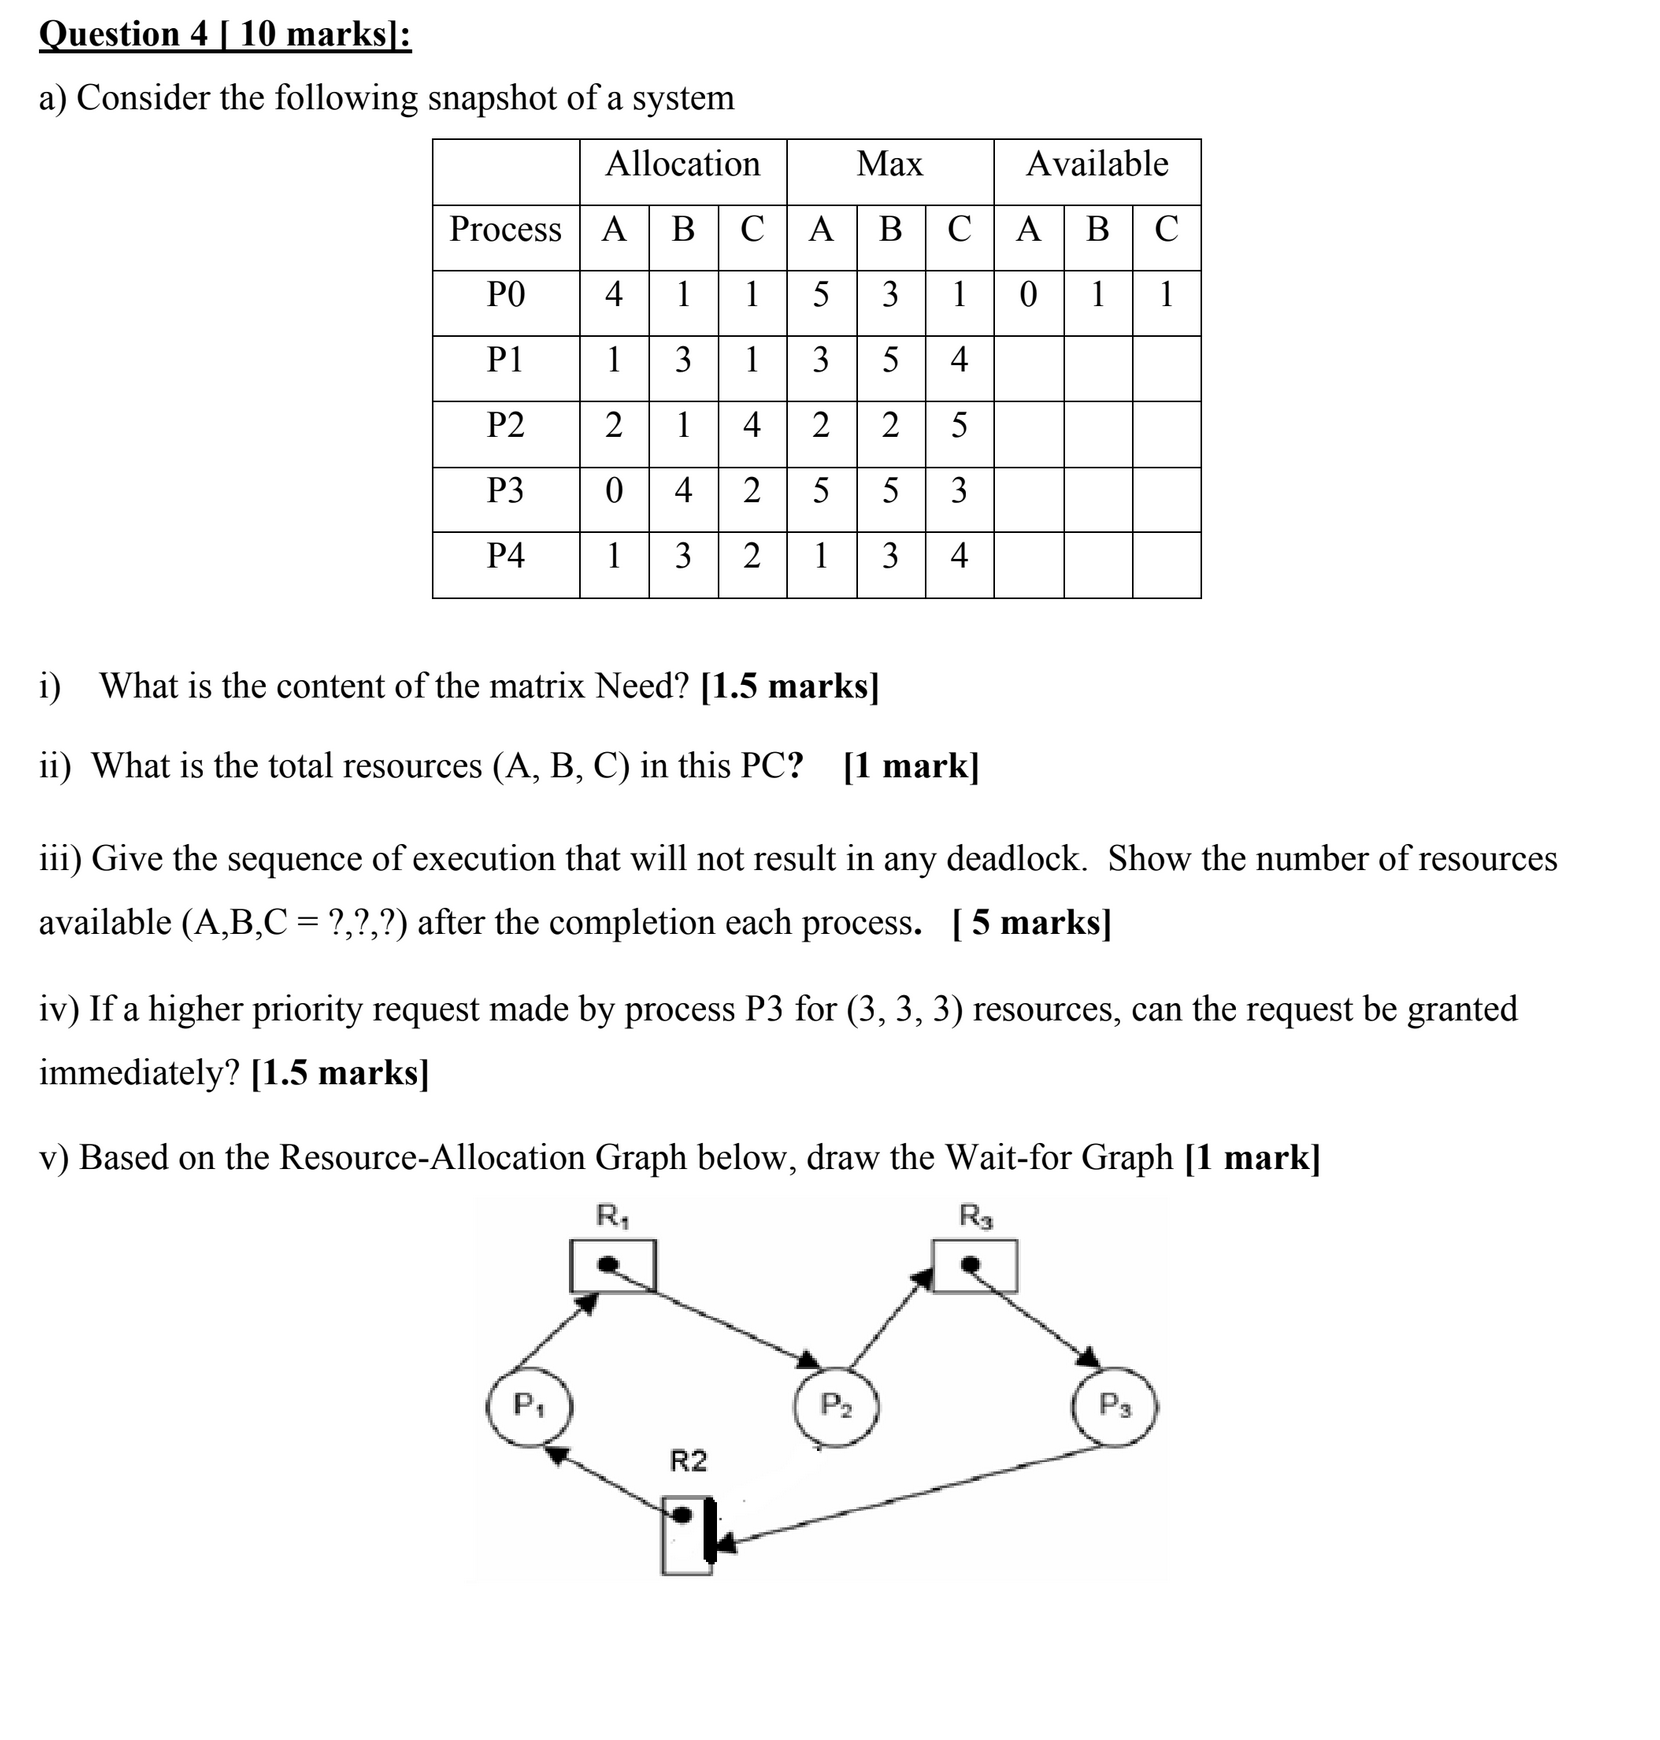 Question 4 [ 10 marks]:
a) Consider the following snapshot of a system
Allocation Max Available
Process A B C A B C A B C
P0 4 1 1 5 3 1 0 1 1
P1 1 3 1 3 5 4
P2 2 1 4 2 2 5
P3 0 4 2 5 5 3
P4 1 3 2 1 3 4
i) What is the content of the matrix Need? [1.5 marks]
ii) What is the total resources (A, B, C) in this PC? [1 mark]
iii) Give the sequence of execution that will not result in any deadlock. Show the number of resources
available (A,B,C = ?,?,?) after the completion each process. [ 5 marks]
iv) If a higher priority request made by process P3 for (3, 3, 3) resources, can the request be granted
immediately? [1.5 marks]
v) Based on the Resource-Allocation Graph below, draw the Wait-for Graph [1 mark]
R₁ R₃
P₁ P₂ P₃
R2